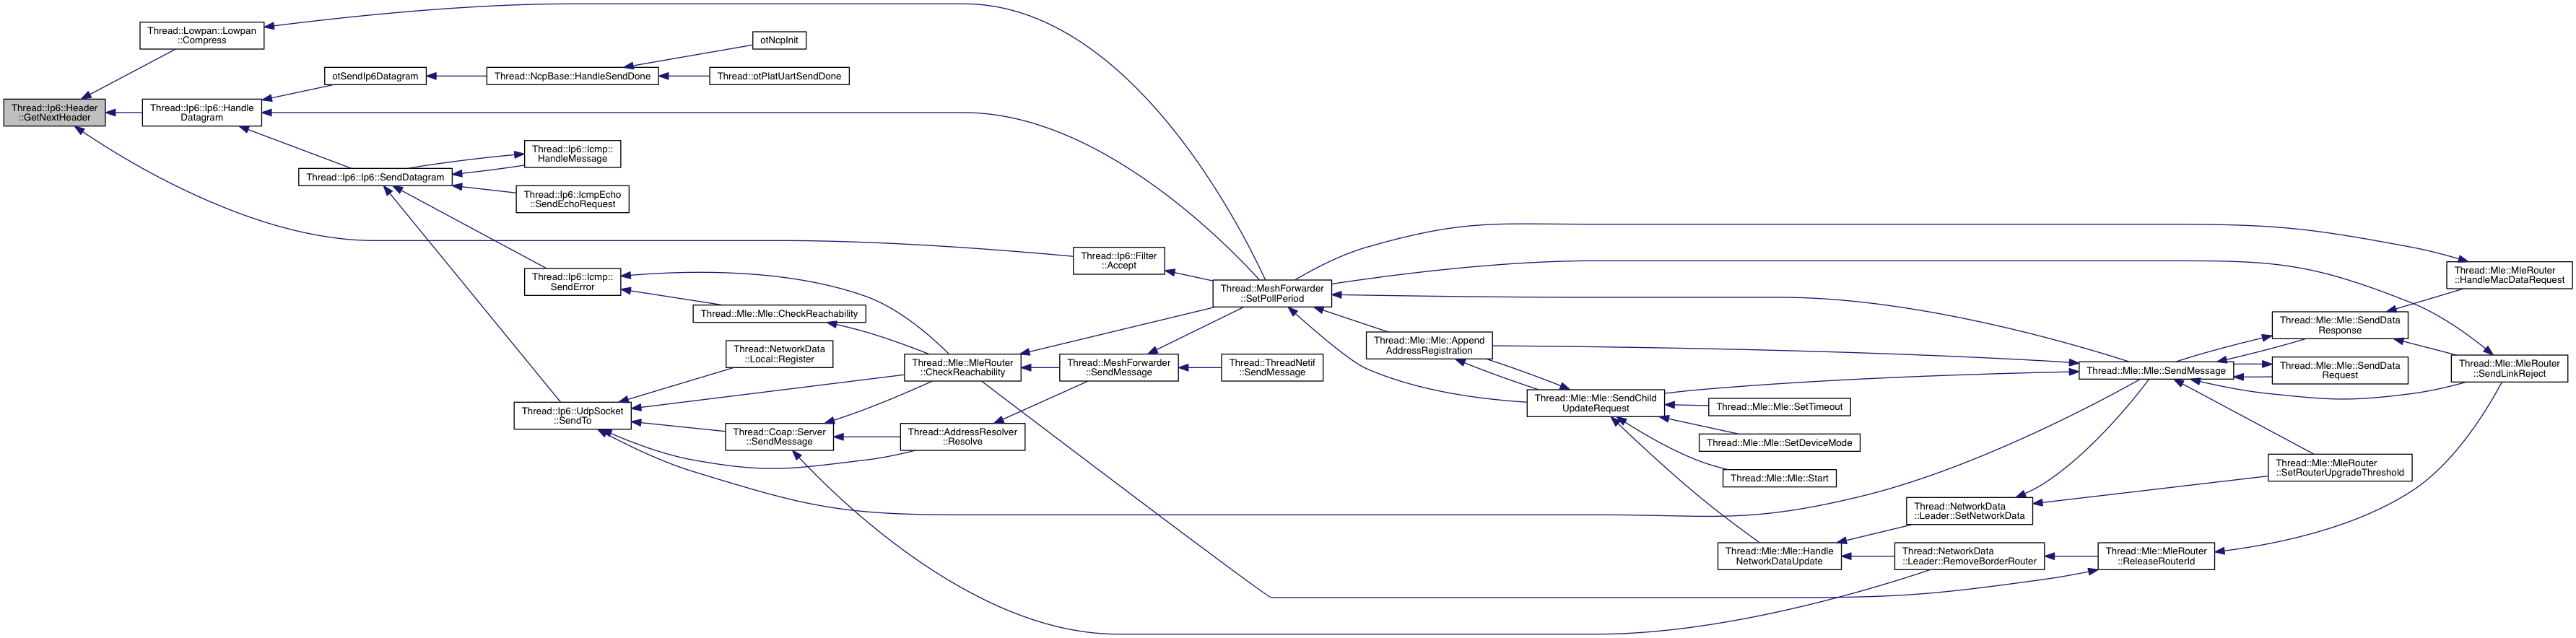 Thread::Lowpan::Lowpan
::Compress
otNcpInit
otSendIp6Datagram
Thread::NcpBase::HandleSendDone
Thread::otPlatUartSendDone
Thread::Ip6::Header
::GetNextHeader
Thread::Ip6::Ip6::Handle
Datagram
Thread::Ip6::Icmp::
HandleMessage
Thread::Ip6::Ip6::SendDatagram
Thread::Ip6::IcmpEcho
::SendEchoRequest
Thread::Ip6::Filter
::Accept
Thread::Ip6::Icmp::
SendError
Thread::Mle::MleRouter
::HandleMacDataRequest
Thread::MeshForwarder
::SetPollPeriod
Thread::Mle::Mle::CheckReachability
Thread::Mle::Mle::SendData
Response
Thread::Mle::Mle::Append
AddressRegistration
Thread::NetworkData
::Local::Register
Thread::Mle::MleRouter
::CheckReachability
Thread::MeshForwarder
::SendMessage
Thread::ThreadNetif
::SendMessage
Thread::Mle::Mle::SendMessage
Thread::Mle::Mle::SendData
Request
Thread::Mle::MleRouter
::SendLinkReject
Thread::Mle::Mle::SendChild
UpdateRequest
Thread::Mle::Mle::SetTimeout
Thread::Ip6::UdpSocket
::SendTo
Thread::Coap::Server
::SendMessage
Thread::AddressResolver
::Resolve
Thread::Mle::Mle::SetDeviceMode
Thread::Mle::MleRouter
::SetRouterUpgradeThreshold
Thread::Mle::Mle::Start
Thread::NetworkData
::Leader::SetNetworkData
Thread::Mle::Mle::Handle
NetworkDataUpdate
Thread::NetworkData
::Leader::RemoveBorderRouter
Thread::Mle::MleRouter
::ReleaseRouterId